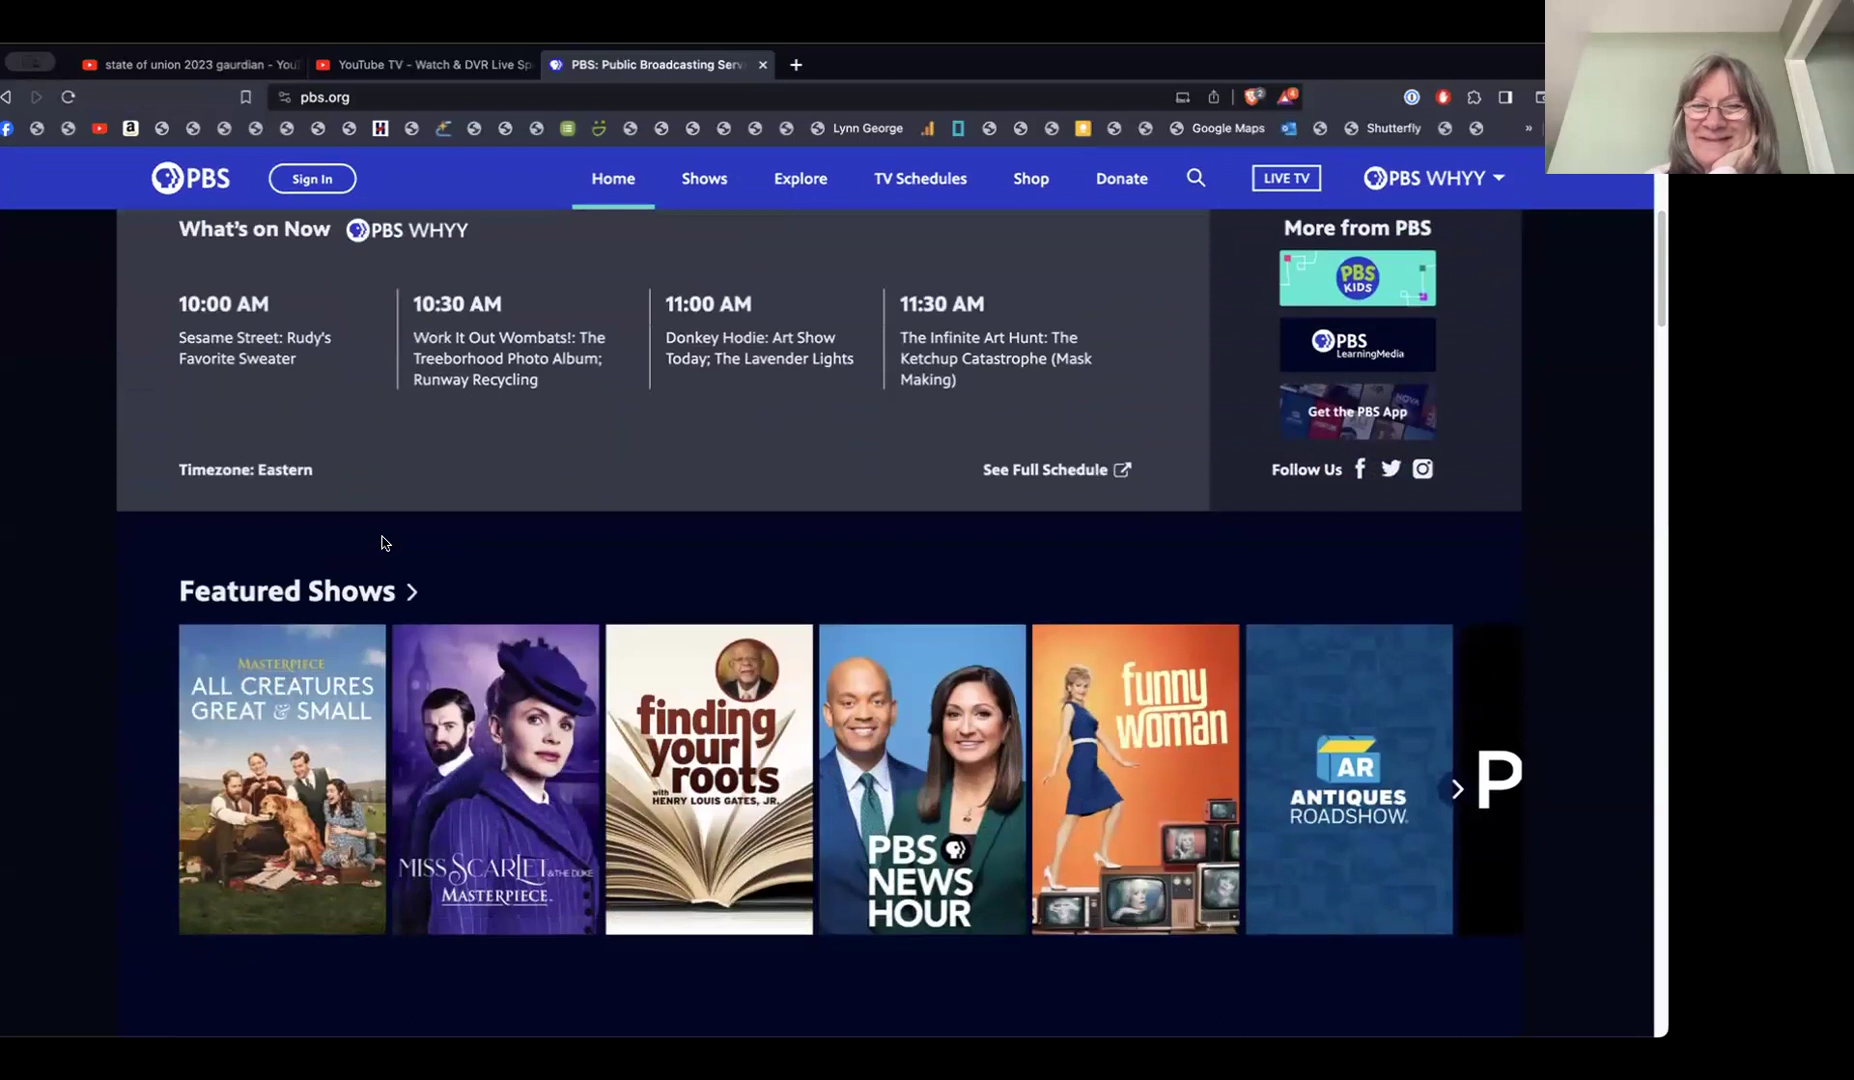 state of union 2023 gaurdian - You
YouTube TV - Watch & DVR Live Sp
PBS: Public Broadcasting Serv
pbs.org
2
4
Lynn George
Google Maps
Shutterfly
PBS
Sign In
Home
Shows
Explore
TV Schedules
Shop
Donate
LIVE TV
PBS WHYY
What's on Now
PBS WHYY
10:00 AM
Sesame Street: Rudy's
Favorite Sweater
10:30 AM
Work It Out Wombats!: The
Treeborhood Photo Album;
Runway Recycling
11:00 AM
Donkey Hodie: Art Show
Today; The Lavender Lights
11:30 AM
The Infinite Art Hunt: The
Ketchup Catastrophe (Mask
Making)
Timezone: Eastern
See Full Schedule
More from PBS
PBS
KIDS
PBS
LearningMedia
NOVA
Get the PBS App
Follow Us
Featured Shows
MASTERPIECE
ALL CREATURES
GREAT & SMALL
MISS SCARLET & THE DUKE
MASTERPIECE
finding
your
roots
with
HENRY LOUIS GATES, JR.
PBS
NEWS
HOUR
funny
woman
AR
ANTIQUES
ROADSHOW
P